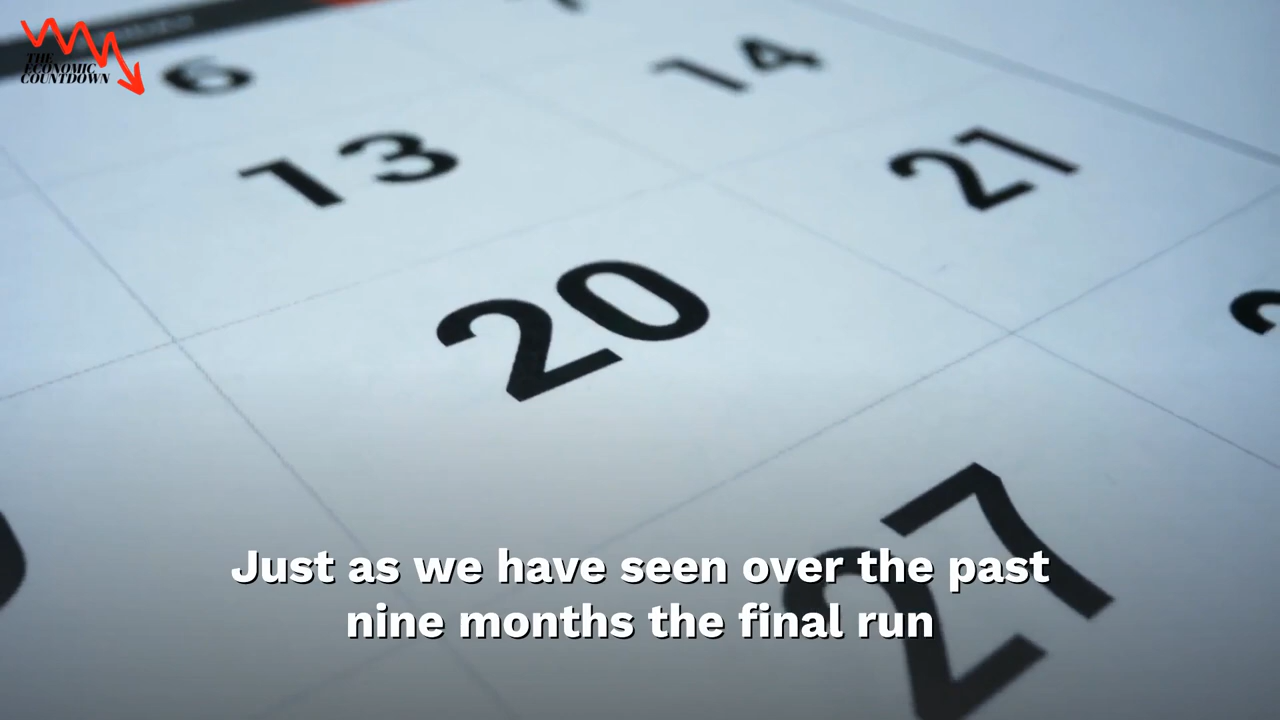 THE
ECONOMIC
COUNTDOWN
6
14
13
21
20
27
Just as we have seen over the past
nine months the final run